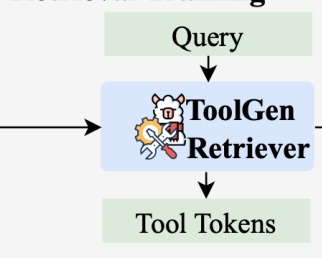 Retrieval Training
Query
ToolGen
Retriever
Tool Tokens